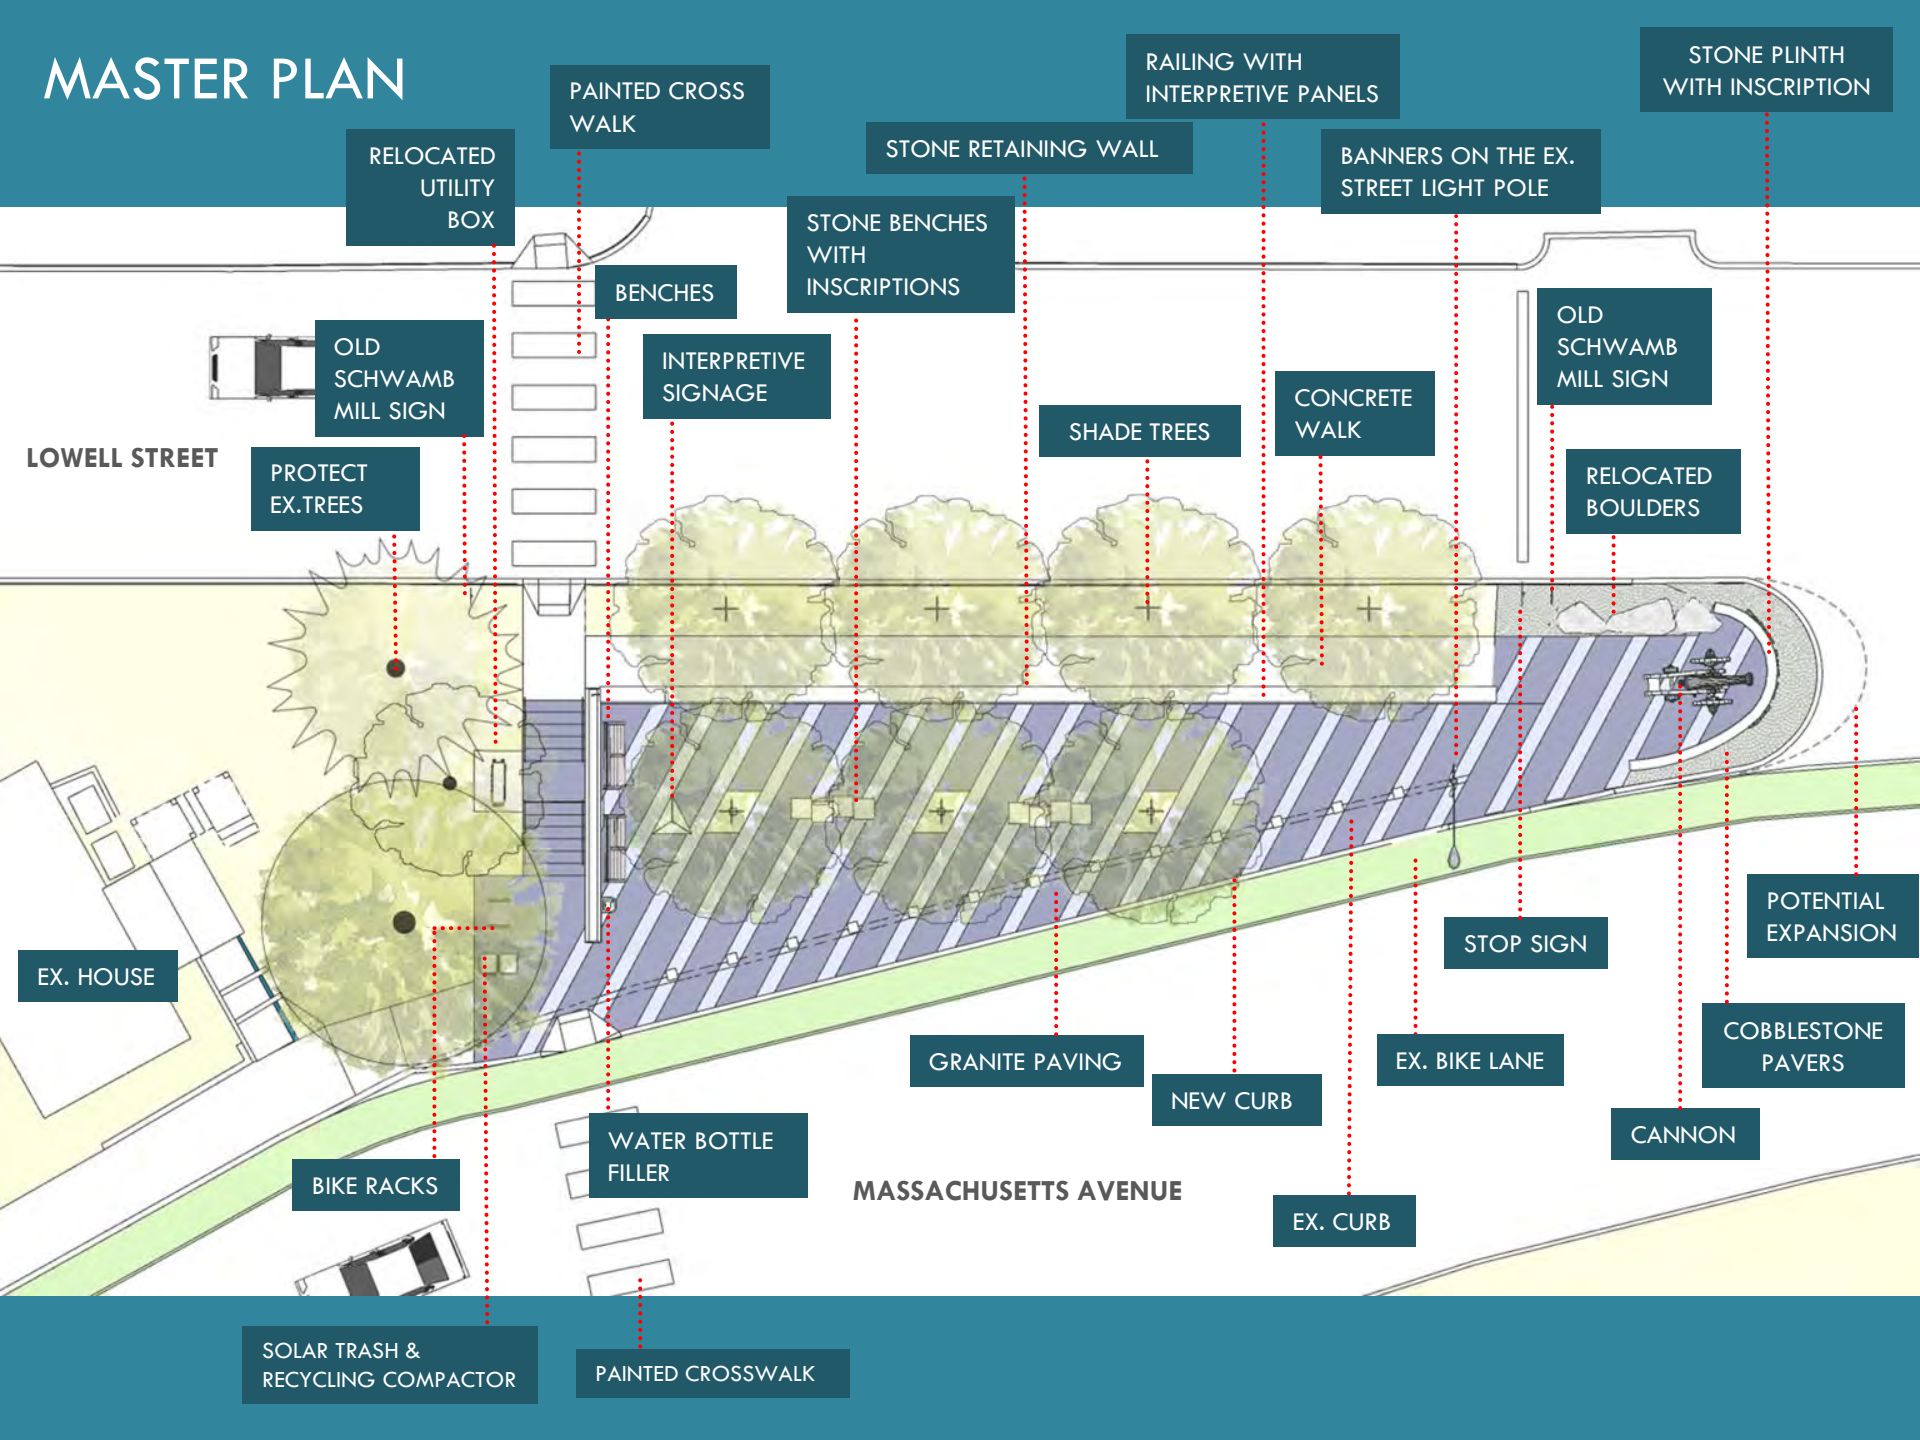 MASTER PLAN
PAINTED CROSS
WALK
RELOCATED
UTILITY
BOX
STONE RETAINING WALL
RAILING WITH
INTERPRETIVE PANELS
STONE PLINTH
WITH INSCRIPTION
BANNERS ON THE EX.
STREET LIGHT POLE
STONE BENCHES
WITH
INSCRIPTIONS
BENCHES
OLD
SCHWAMB
MILL SIGN
INTERPRETIVE
SIGNAGE
OLD
SCHWAMB
MILL SIGN
SHADE TREES
CONCRETE
WALK
LOWELL STREET
PROTECT
EX.TREES
RELOCATED
BOULDERS
EX. HOUSE
STOP SIGN
POTENTIAL
EXPANSION
GRANITE PAVING
NEW CURB
EX. BIKE LANE
COBBLESTONE
PAVERS
CANNON
WATER BOTTLE
FILLER
BIKE RACKS
MASSACHUSETTS AVENUE
EX. CURB
SOLAR TRASH &
RECYCLING COMPACTOR
PAINTED CROSSWALK